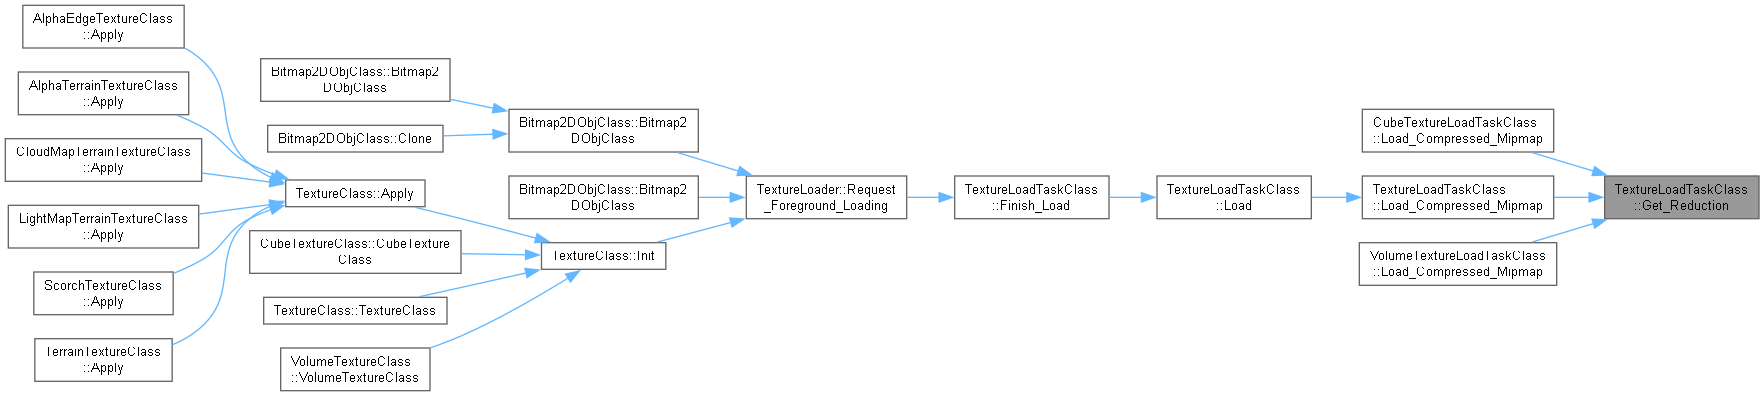 AlphaEdgeTextureClass
::Apply
AlphaTerrainTextureClass
::Apply
CloudMapTerrainTextureClass
::Apply
LightMapTerrainTextureClass
::Apply
ScorchTextureClass
::Apply
TerrainTextureClass
::Apply
TextureClass::Apply
Bitmap2DObjClass::Bitmap2
DObjClass
Bitmap2DObjClass::Clone
CubeTextureClass::CubeTexture
Class
TextureClass::TextureClass
VolumeTextureClass
::VolumeTextureClass
Bitmap2DObjClass::Bitmap2
DObjClass
Bitmap2DObjClass::Bitmap2
DObjClass
TextureClass::Init
TextureLoader::Request
_Foreground_Loading
TextureLoadTaskClass
::Finish_Load
TextureLoadTaskClass
::Load
CubeTextureLoadTaskClass
::Load_Compressed_Mipmap
TextureLoadTaskClass
::Load_Compressed_Mipmap
VolumeTextureLoadTaskClass
::Load_Compressed_Mipmap
TextureLoadTaskClass
::Get_Reduction